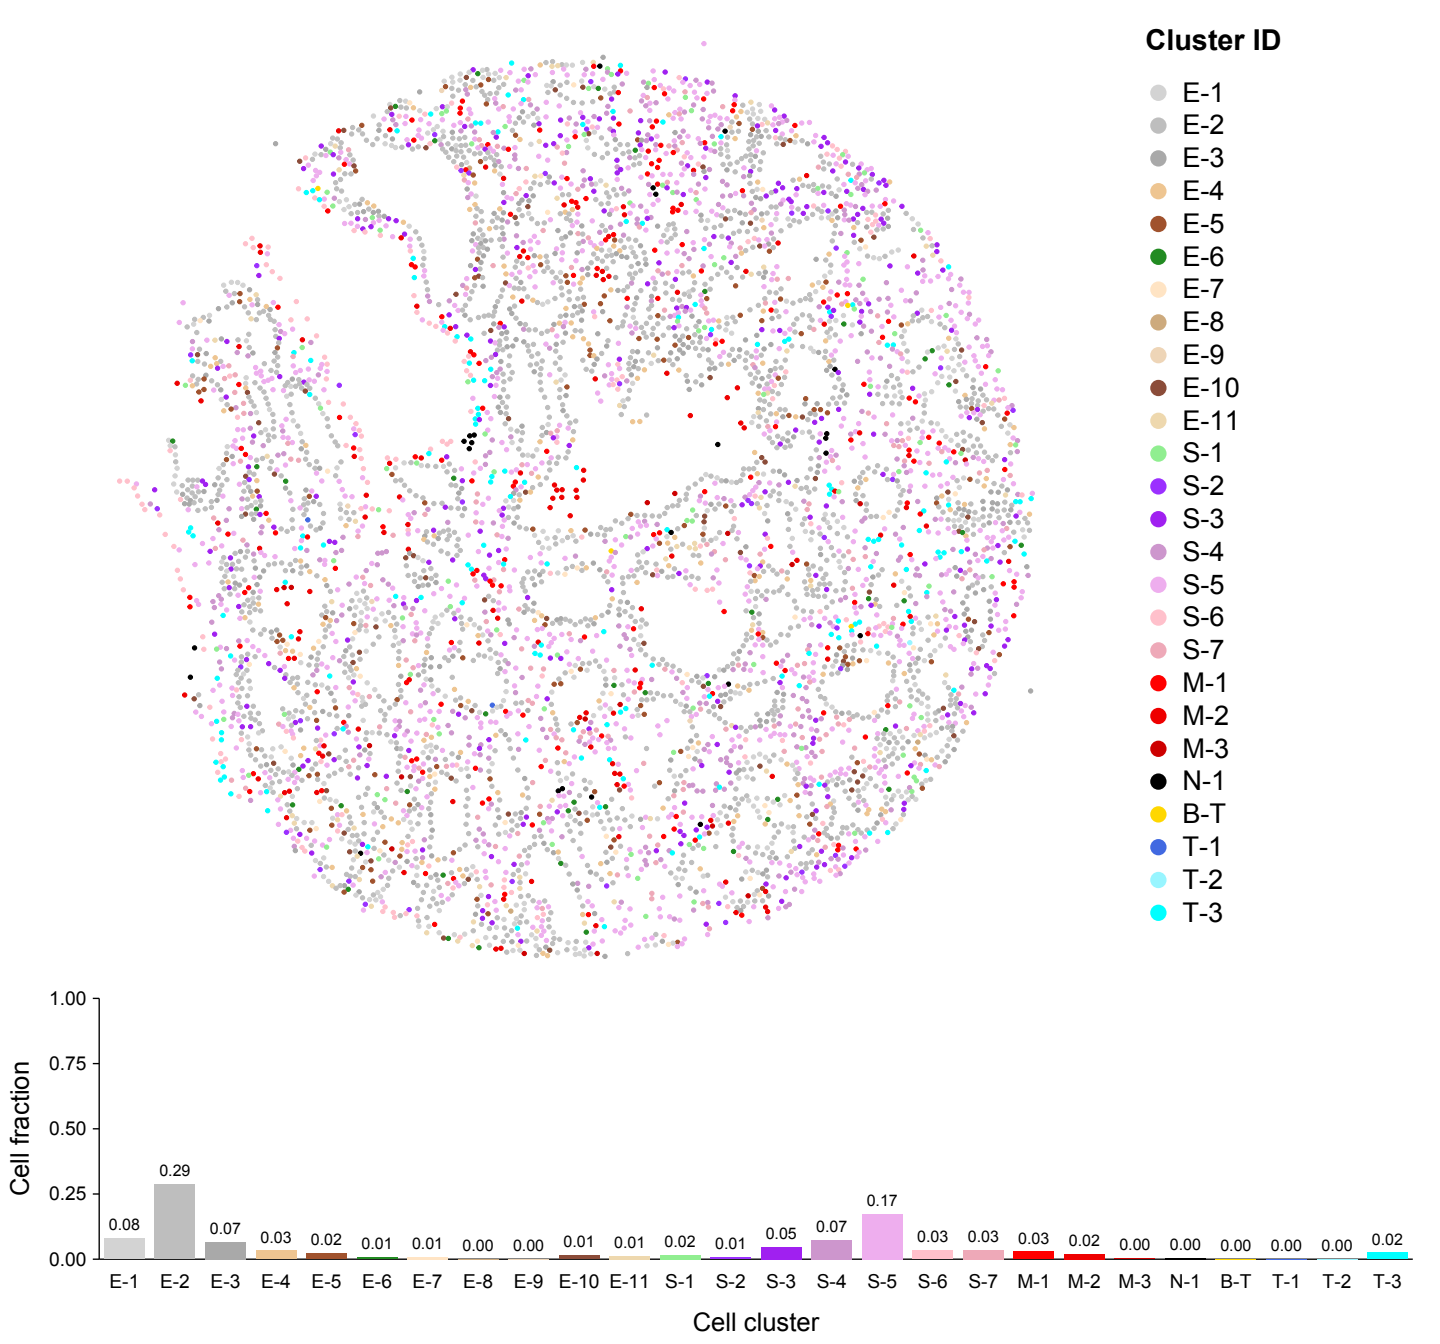 Cluster ID
E-1
E-2
E-3
E-4
E-5
E-6
E-7
E-8
E-9
E-10
E-11
S-1
S-2
S-3
S-4
S-5
S-6
S-7
M-1
M-2
M-3
N-1
B-T
T-1
T-2
T-3
Cell fraction
1.00
0.75
0.50
0.25
0.00
0.08 0.29 0.07 0.03 0.02 0.01 0.01 0.00 0.00 0.01 0.01 0.02 0.01 0.05 0.07 0.17 0.03 0.03 0.03 0.02 0.00 0.00 0.00 0.00 0.00 0.02
E-1 E-2 E-3 E-4 E-5 E-6 E-7 E-8 E-9 E-10 E-11 S-1 S-2 S-3 S-4 S-5 S-6 S-7 M-1 M-2 M-3 N-1 B-T T-1 T-2 T-3
Cell cluster